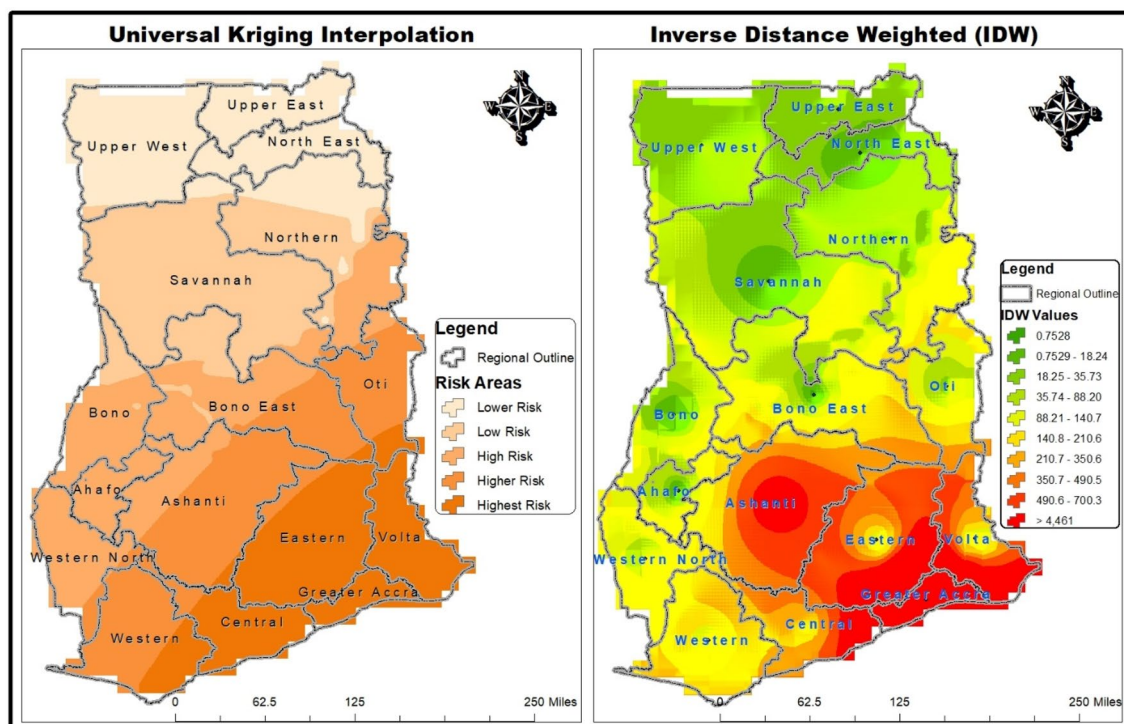 Universal Kriging Interpolation
N
W E
S
Upper East
Upper West
North East
Northern
Savannah
Oti
Bono
Bono East
Ahafo
Ashanti
Eastern
Volta
Western North
Greater Accra
Central
Western
Legend
Regional Outline
Risk Areas
Lower Risk
Low Risk
High Risk
Higher Risk
Highest Risk
0 62.5 125 250 Miles
Inverse Distance Weighted (IDW)
N
W E
S
Upper East
Upper West
North East
Northern
Savannah
Oti
Bono
Bono East
Ahafo
Ashanti
Eastern
Volta
Western North
Greater Accra
Central
Western
Legend
Regional Outline
IDW Values
0.7528
0.7529 - 18.24
18.25 - 35.73
35.74 - 88.20
88.21 - 140.7
140.8 - 210.6
210.7 - 350.6
350.7 - 490.5
490.6 - 700.3
> 4,461
0 62.5 125 250 Miles